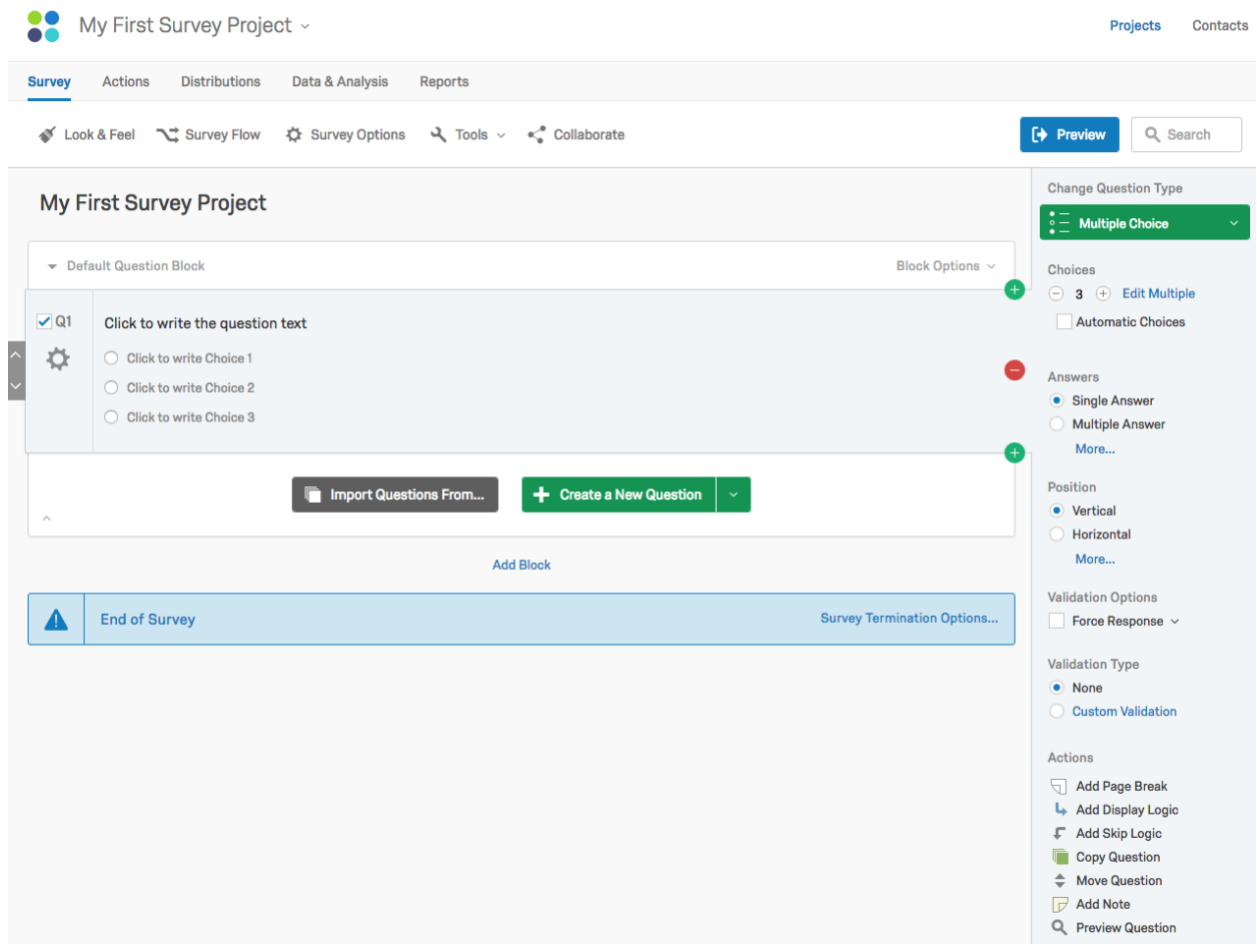 My First Survey Project
Projects
Contacts
Survey
Actions
Distributions
Data & Analysis
Reports
Look & Feel
Survey Flow
Survey Options
Tools
Collaborate
Preview
Search
My First Survey Project
Default Question Block
Block Options
Q1
Click to write the question text
Click to write Choice 1
Click to write Choice 2
Click to write Choice 3
Import Questions From...
Create a New Question
Add Block
End of Survey
Survey Termination Options...
Change Question Type
Multiple Choice
Choices
3
Edit Multiple
Automatic Choices
Answers
Single Answer
Multiple Answer
More...
Position
Vertical
Horizontal
More...
Validation Options
Force Response
Validation Type
None
Custom Validation
Actions
Add Page Break
Add Display Logic
Add Skip Logic
Copy Question
Move Question
Add Note
Preview Question